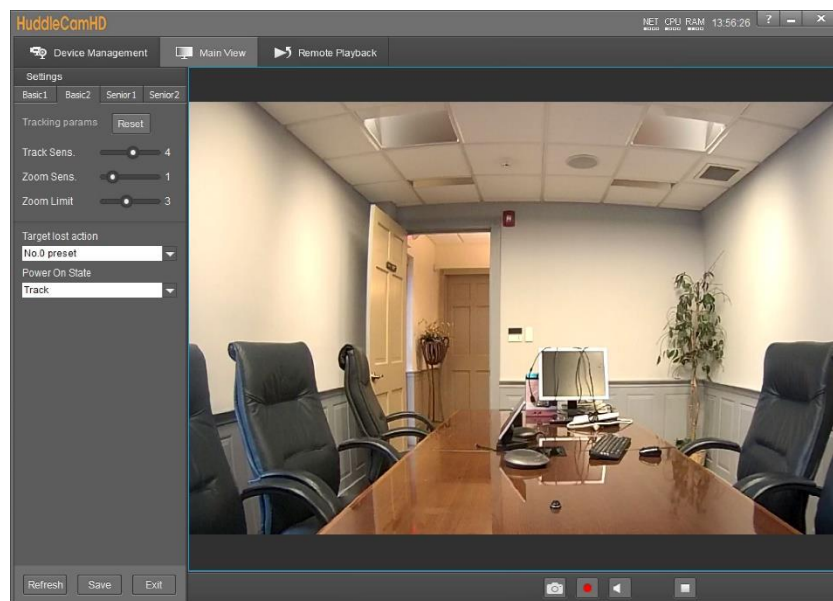 HuddleCamHD
NET CPU RAM 13:56:26 ?
Device Management Main View Remote Playback
Settings
Basic1 Basic2 Senior1 Senior2
Tracking params Reset
Track Sens. 4
Zoom Sens. 1
Zoom Limit 3
Target lost action
No.0 preset
Power On State
Track
Refresh Save Exit